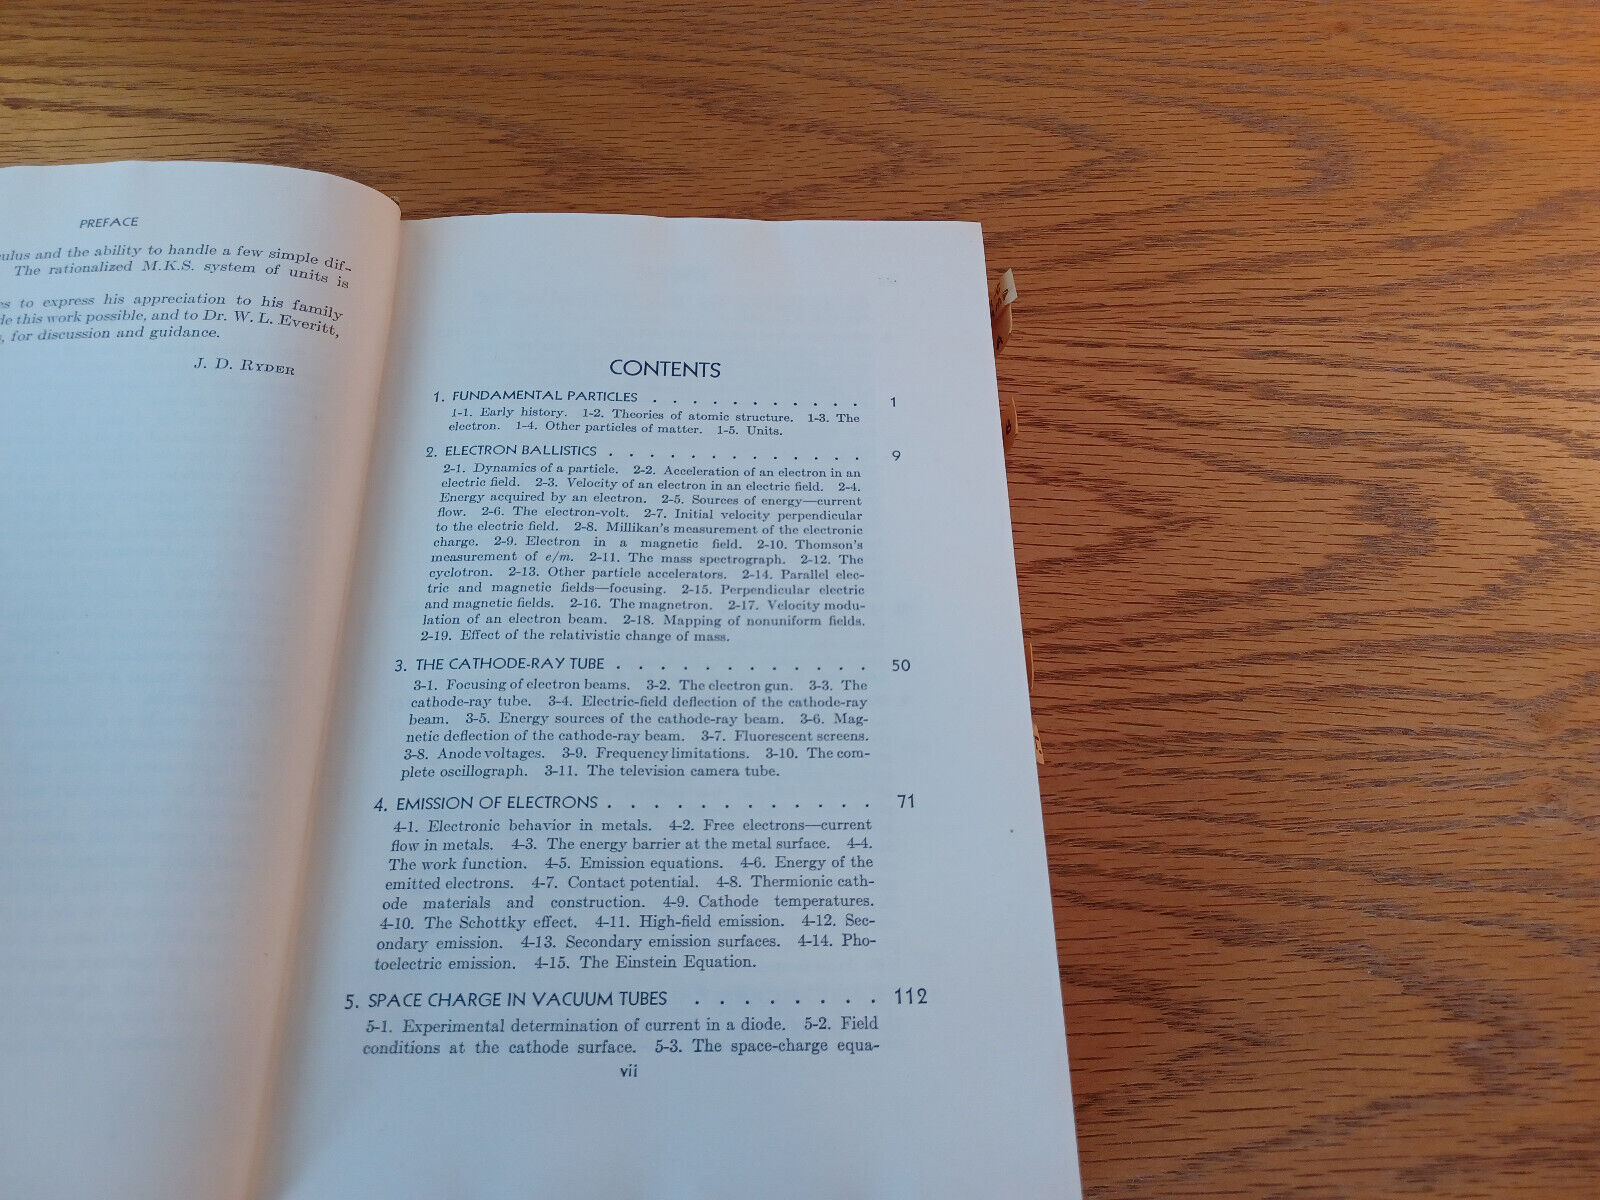 PREFACE
and the ability to handle a few simple dif-
The rationalized M.K.S. system of units is
to express his appreciation to his family
this work possible, and to Dr. W. L. Everitt,
for discussion and guidance.
J. D. RYDER
CONTENTS
1. FUNDAMENTAL PARTICLES . . . . . . . . . . . 1
1-1. Early history. 1-2. Theories of atomic structure. 1-3. The
electron. 1-4. Other particles of matter. 1-5. Units.
2. ELECTRON BALLISTICS . . . . . . . . . . . . 9
2-1. Dynamics of a particle. 2-2. Acceleration of an electron in an
electric field. 2-3. Velocity of an electron in an electric field. 2-4.
Energy acquired by an electron. 2-5. Sources of energy—current
flow. 2-6. The electron-volt. 2-7. Initial velocity perpendicular
to the electric field. 2-8. Millikan's measurement of the electronic
charge. 2-9. Electron in a magnetic field. 2-10. Thomson's
measurement of e/m. 2-11. The mass spectrograph. 2-12. The
cyclotron. 2-13. Other particle accelerators. 2-14. Parallel elec-
tric and magnetic fields—focusing. 2-15. Perpendicular electric
and magnetic fields. 2-16. The magnetron. 2-17. Velocity modu-
lation of an electron beam. 2-18. Mapping of nonuniform fields.
2-19. Effect of the relativistic change of mass.
3. THE CATHODE-RAY TUBE . . . . . . . . . . . . 50
3-1. Focusing of electron beams. 3-2. The electron gun. 3-3. The
cathode-ray tube. 3-4. Electric-field deflection of the cathode-ray
beam. 3-5. Energy sources of the cathode-ray beam. 3-6. Mag-
netic deflection of the cathode-ray beam. 3-7. Fluorescent screens.
3-8. Anode voltages. 3-9. Frequency limitations. 3-10. The com-
plete oscillograph. 3-11. The television camera tube.
4. EMISSION OF ELECTRONS . . . . . . . . . . . . 71
4-1. Electronic behavior in metals. 4-2. Free electrons—current
flow in metals. 4-3. The energy barrier at the metal surface. 4-4.
The work function. 4-5. Emission equations. 4-6. Energy of the
emitted electrons. 4-7. Contact potential. 4-8. Thermionic cath-
ode materials and construction. 4-9. Cathode temperatures.
4-10. The Schottky effect. 4-11. High-field emission. 4-12. Sec-
ondary emission. 4-13. Secondary emission surfaces. 4-14. Pho-
toelectric emission. 4-15. The Einstein Equation.
5. SPACE CHARGE IN VACUUM TUBES . . . . . . . . 112
5-1. Experimental determination of current in a diode. 5-2. Field
conditions at the cathode surface. 5-3. The space-charge equa-
vii